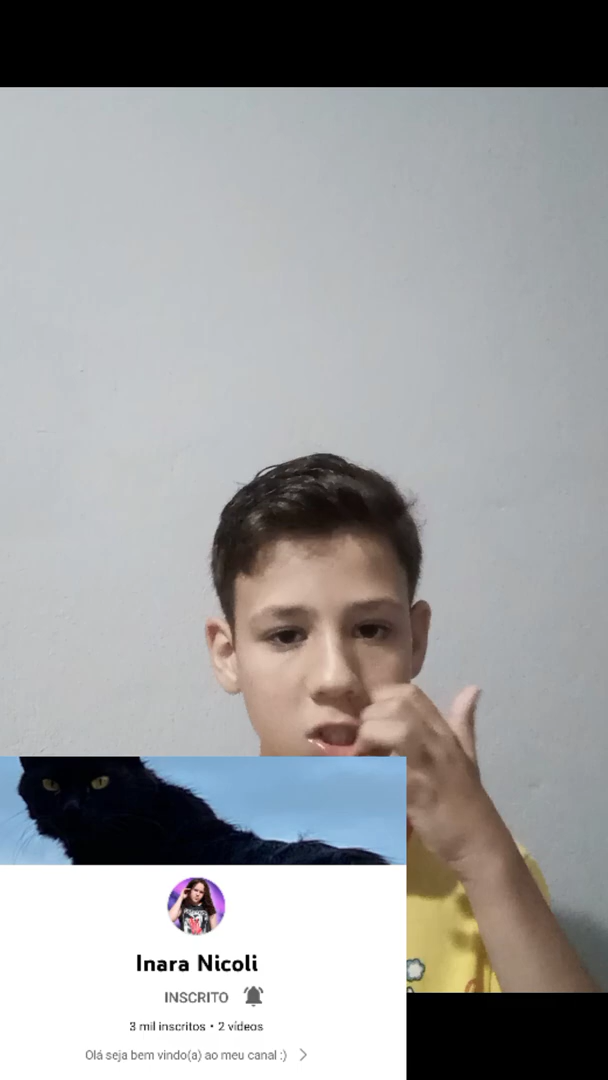 Inara Nicoli
INSCRITO
3 mil inscritos • 2 vídeos
Olá seja bem vindo(a) ao meu canal :)